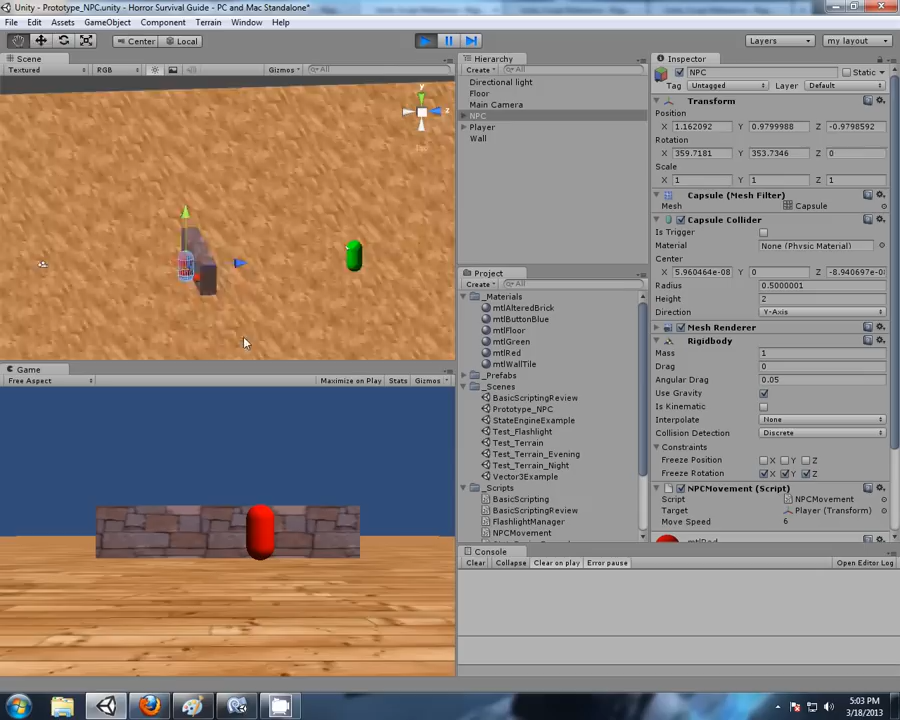 Unity - Prototype_NPC.unity - Horror Survival Guide - PC and Mac Standalone*
File Edit Assets GameObject Component Terrain Window Help
Center Local Layers my layout
Scene
Textured RGB Gizmos All
y
z
Hierarchy
Create All
Directional light
Floor
Main Camera
NPC
Player
Wall
Project
Create All
_Materials
mtlAlteredBrick
mtlButtonBlue
mtlFloor
mtlGreen
mtlRed
mtlWallTile
_Prefabs
_Scenes
BasicScriptingReview
Prototype_NPC
StateEngineExample
Test_Flashlight
Test_Terrain
Test_Terrain_Evening
Test_Terrain_Night
Vector3Example
_Scripts
BasicScripting
BasicScriptingReview
FlashlightManager
NPCMovement
Inspector
NPC Static
Tag Untagged Layer Default
Transform
Position
X 1.162092 Y 0.9799988 Z -0.9798592
Rotation
X 359.7181 Y 353.7346 Z 0
Scale
X 1 Y 1 Z 1
Capsule (Mesh Filter)
Mesh Capsule
Capsule Collider
Is Trigger
Material None (Physic Material)
Center
X 5.960464e-08 Y 0 Z -8.940697e-0
Radius 0.5000001
Height 2
Direction Y-Axis
Mesh Renderer
Rigidbody
Mass 1
Drag 0
Angular Drag 0.05
Use Gravity
Is Kinematic
Interpolate None
Collision Detection Discrete
Constraints
Freeze Position X Y Z
Freeze Rotation X Y Z
NPCMovement (Script)
Script NPCMovement
Target Player (Transform)
Move Speed 6
Game
Free Aspect Maximize on Play Stats Gizmos
Console
Clear Collapse Clear on play Error pause Open Editor Log
5:03 PM
3/18/2013